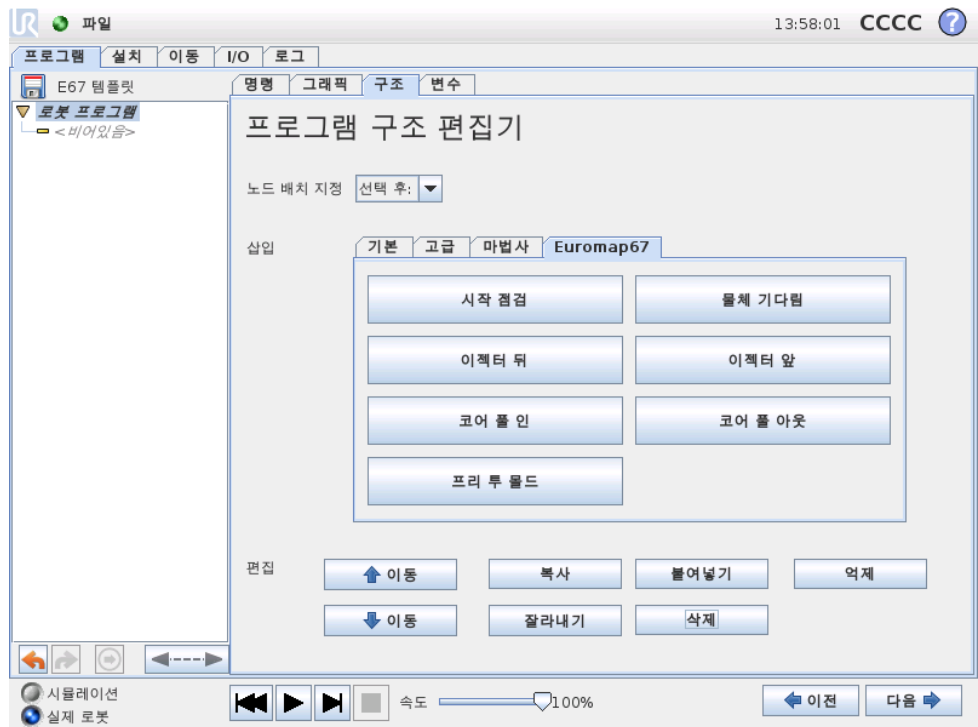 UR 파일 13:58:01 CCCC ?
프로그램 설치 이동 I/O 로그
E67 템플릿
명령 그래픽 구조 변수
로봇 프로그램
<비어있음>
프로그램 구조 편집기
노드 배치 지정 선택 후:
삽입
기본 고급 마법사 Euromap67
시작 점검 물체 기다림
이젝터 뒤 이젝터 앞
코어 풀 인 코어 풀 아웃
프리 투 몰드
편집
이동 복사 붙여넣기 억제
이동 잘라내기 삭제
시뮬레이션
실제 로봇
속도 100%
이전 다음